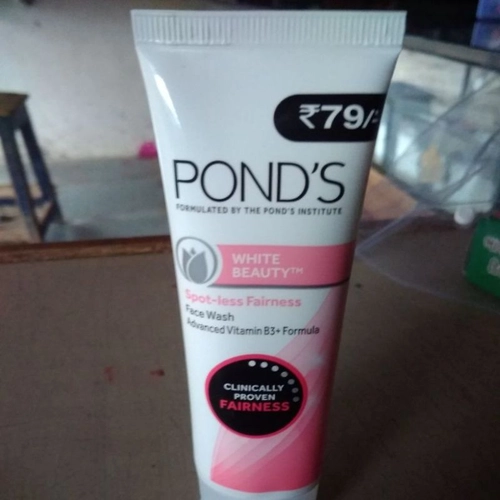 ₹79/-
POND'S
FORMULATED BY THE POND'S INSTITUTE
WHITE
BEAUTY™
Spot-less Fairness
Face Wash
Advanced Vitamin B3+ Formula
CLINICALLY
PROVEN
FAIRNESS